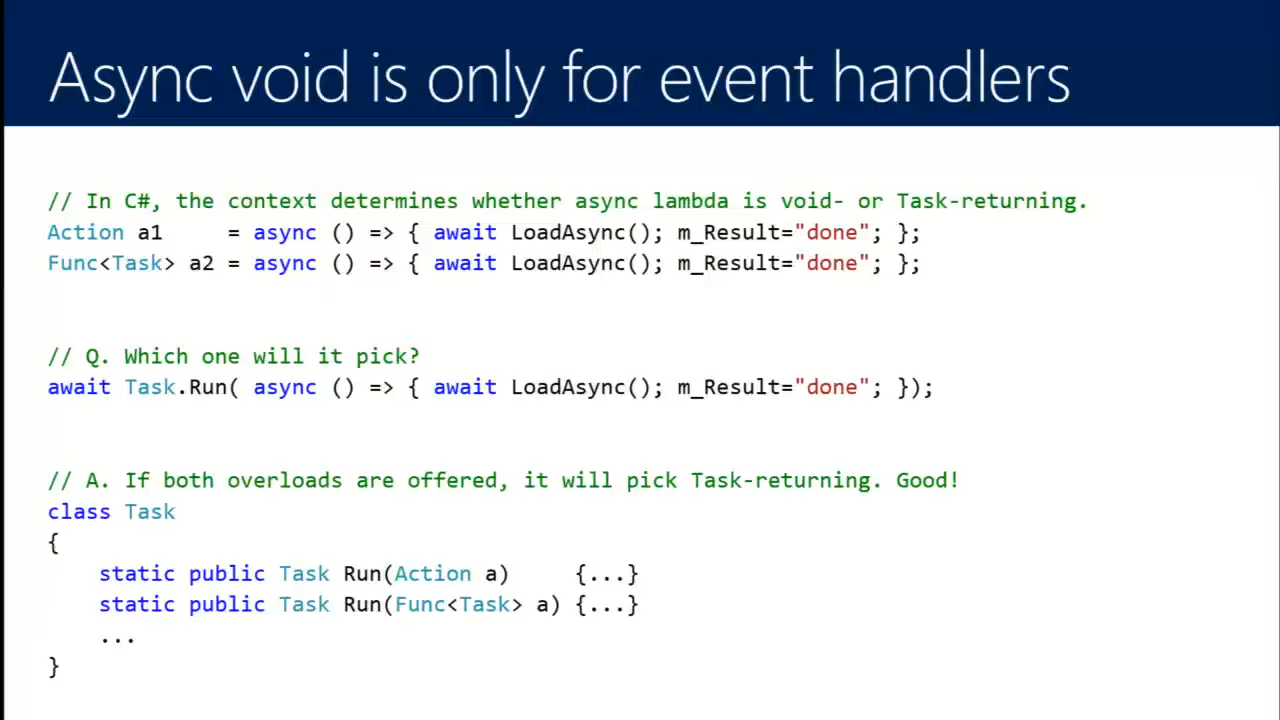 Async void is only for event handlers
// In C#, the context determines whether async lambda is void- or Task-returning.
Action a1     = async () => { await LoadAsync(); m_Result="done"; };
Func<Task> a2 = async () => { await LoadAsync(); m_Result="done"; };
// Q. Which one will it pick?
await Task.Run( async () => { await LoadAsync(); m_Result="done"; });
// A. If both overloads are offered, it will pick Task-returning. Good!
class Task
{
    static public Task Run(Action a)     {...}
    static public Task Run(Func<Task> a) {...}
    ...
}